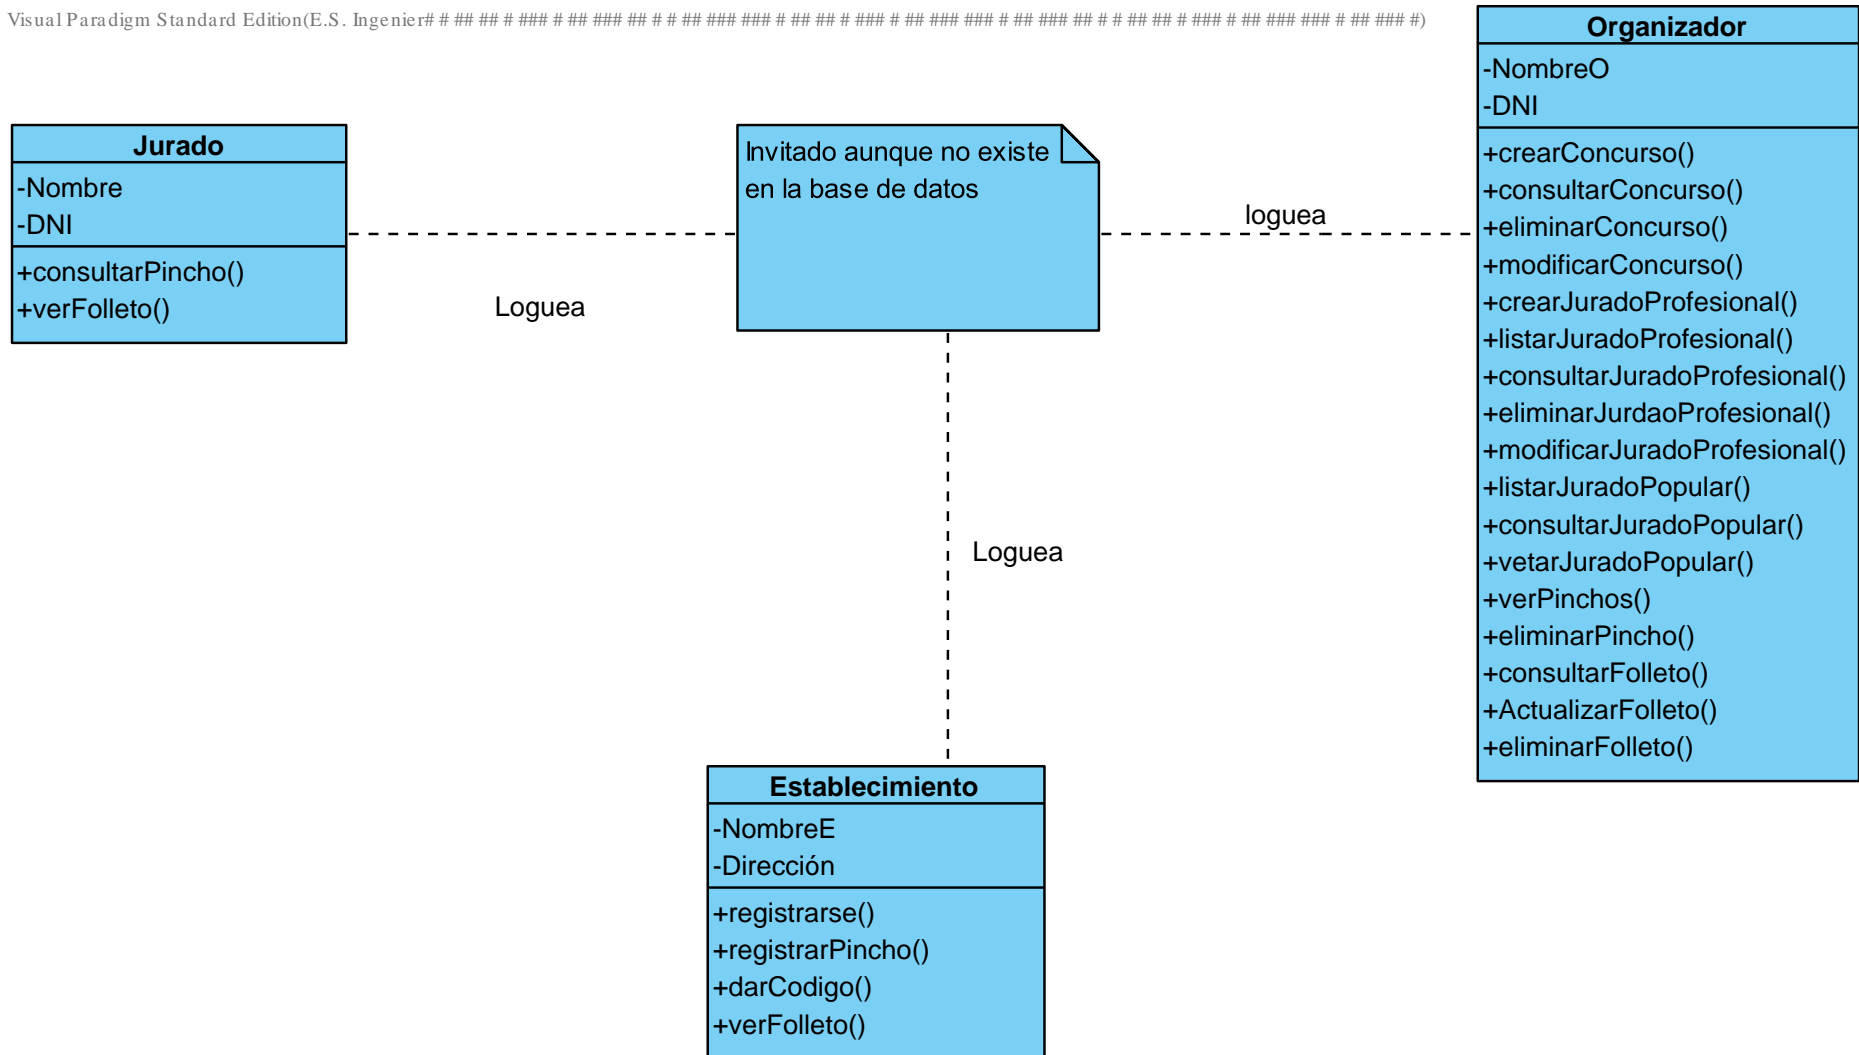 Visual Paradigm Standard Edition(E.S. Ingenier# # ## ## # ### # ## ### ## # # ## ### ### # ## ## # ### # ## ### ### # ## ### ## # # ## ## # ### # ## ### ### # ## ### #)
Jurado
-Nombre
-DNI
+consultarPincho()
+verFolleto()
Loguea
Invitado aunque no existe
en la base de datos
loguea
Organizador
-NombreO
-DNI
+crearConcurso()
+consultarConcurso()
+eliminarConcurso()
+modificarConcurso()
+crearJuradoProfesional()
+listarJuradoProfesional()
+consultarJuradoProfesional()
+eliminarJurdaoProfesional()
+modificarJuradoProfesional()
+listarJuradoPopular()
+consultarJuradoPopular()
+vetarJuradoPopular()
+verPinchos()
+eliminarPincho()
+consultarFolleto()
+ActualizarFolleto()
+eliminarFolleto()
Loguea
Establecimiento
-NombreE
-Dirección
+registrarse()
+registrarPincho()
+darCodigo()
+verFolleto()